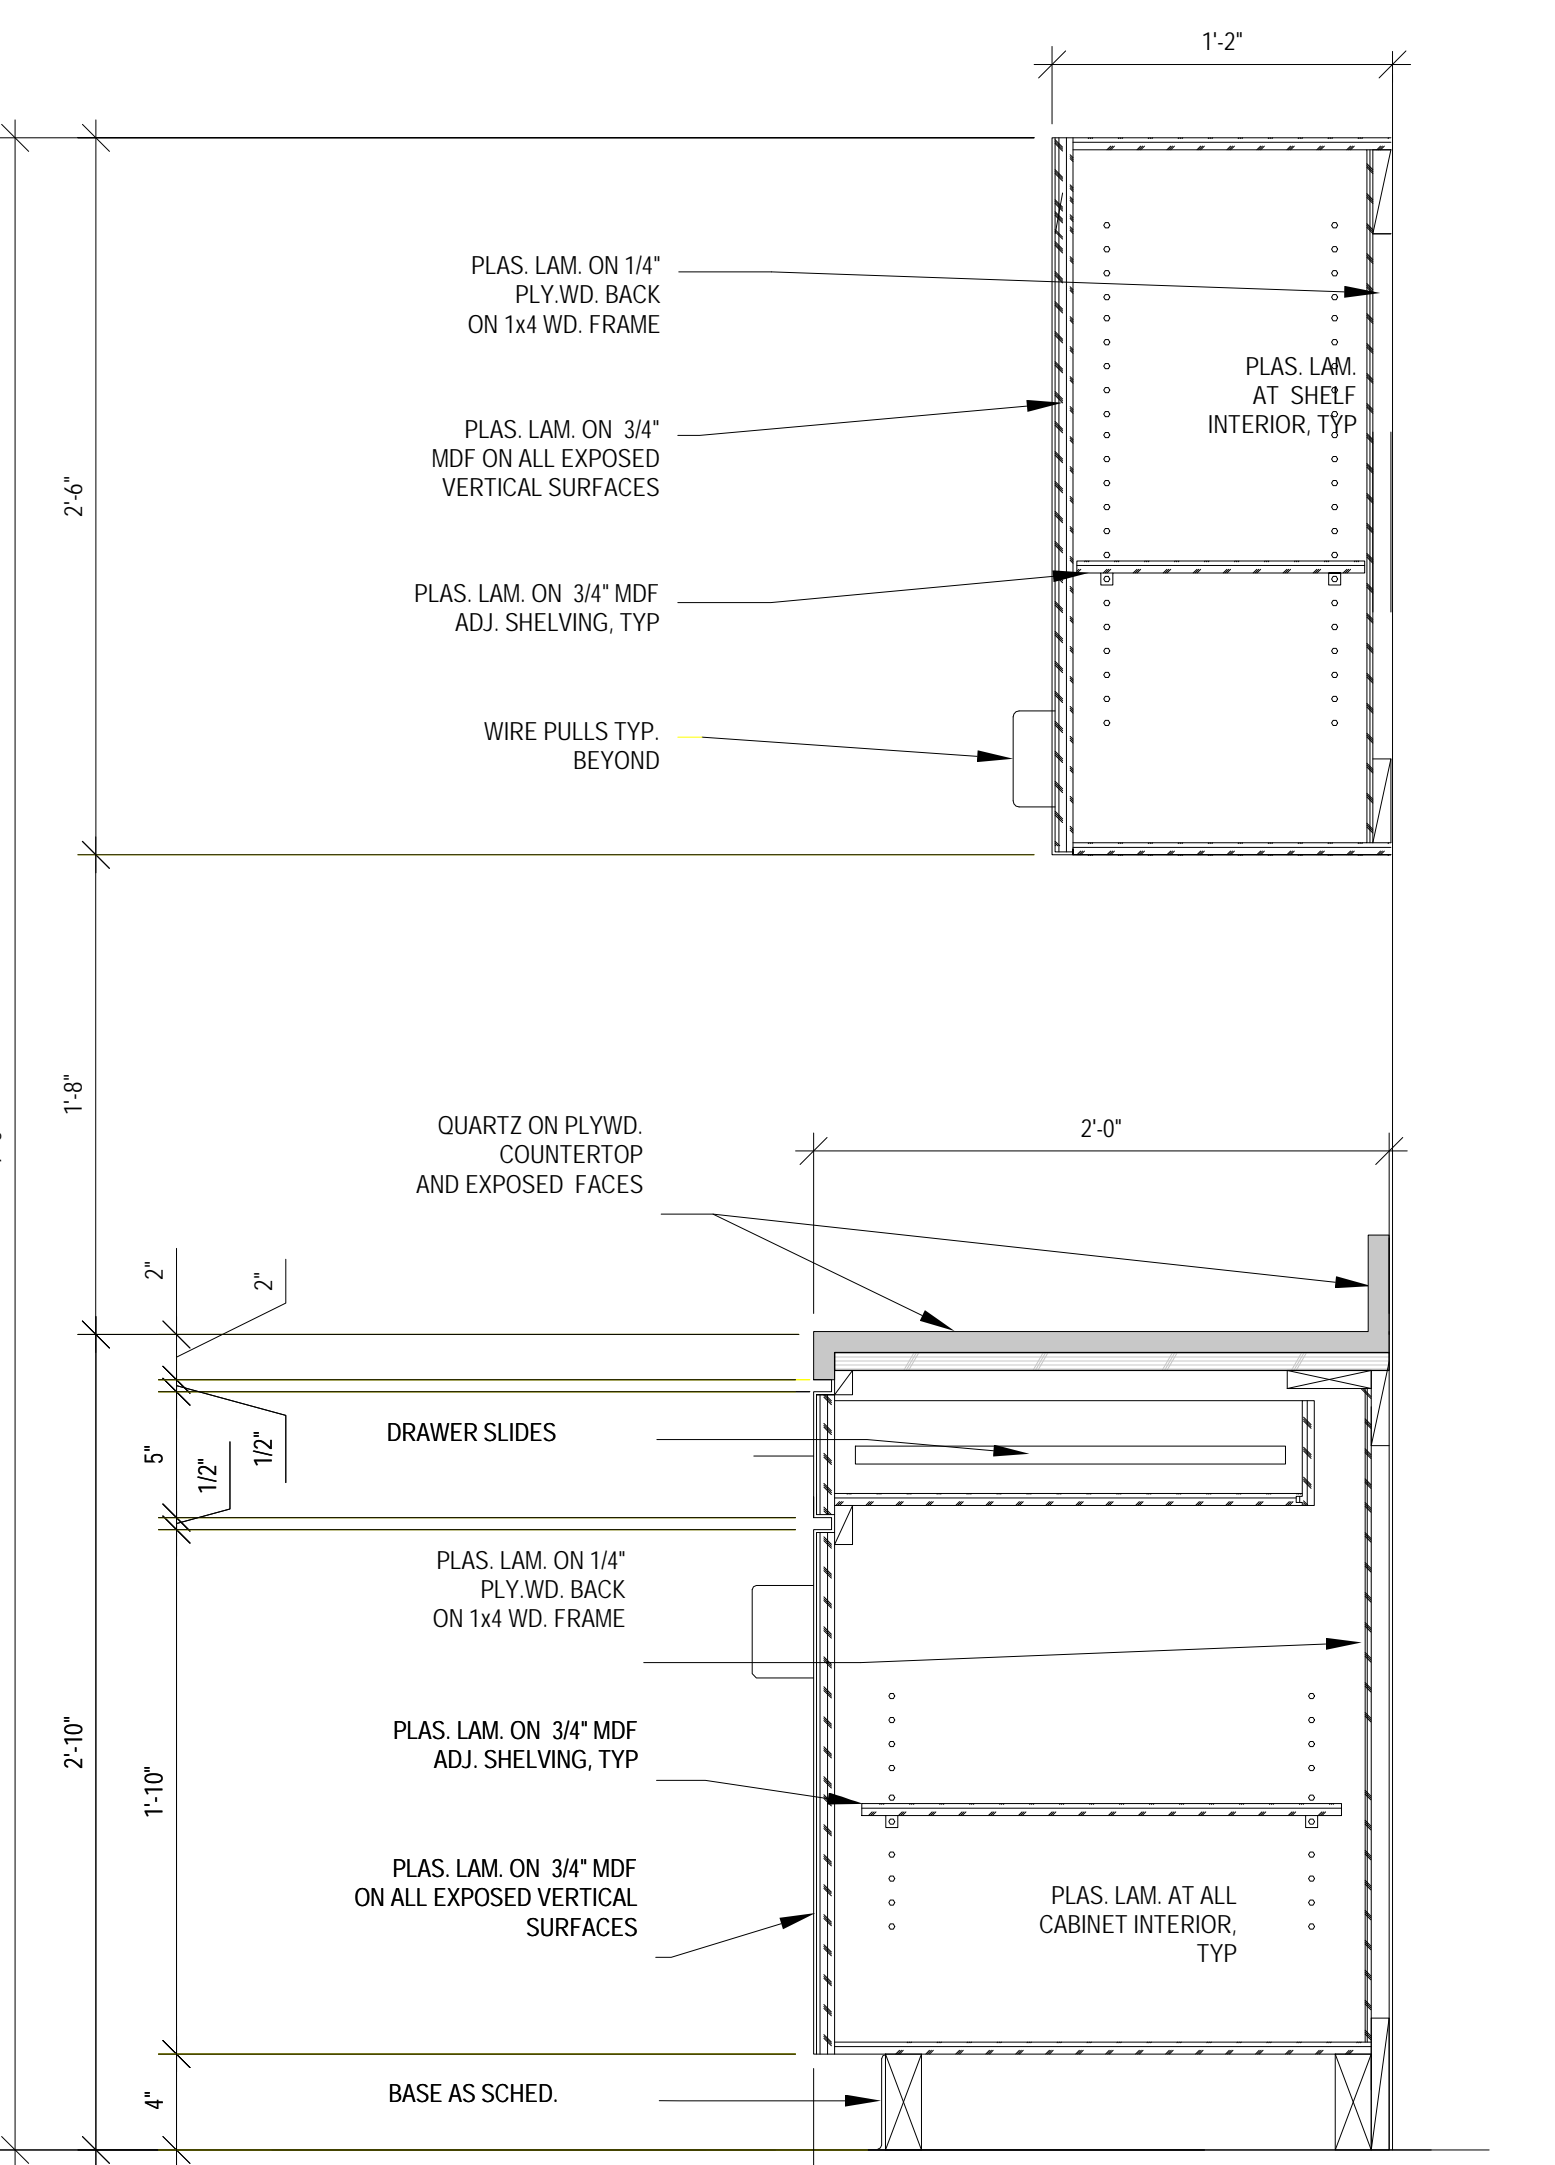 1'-2"
PLAS. LAM. ON 1/4"
PLY.WD. BACK
ON 1x4 WD. FRAME
PLAS. LAM.
AT SHELF
INTERIOR, TYP
PLAS. LAM. ON 3/4"
MDF ON ALL EXPOSED
VERTICAL SURFACES
2'-6"
PLAS. LAM. ON 3/4" MDF
ADJ. SHELVING, TYP
WIRE PULLS TYP.
BEYOND
1'-8"
QUARTZ ON PLYWD.
COUNTERTOP
AND EXPOSED FACES
2'-0"
2"
2"
DRAWER SLIDES
5"
1/2"
1/2"
PLAS. LAM. ON 1/4"
PLY.WD. BACK
ON 1x4 WD. FRAME
2'-10"
PLAS. LAM. ON 3/4" MDF
ADJ. SHELVING, TYP
1'-10"
PLAS. LAM. ON 3/4" MDF
ON ALL EXPOSED VERTICAL
SURFACES
PLAS. LAM. AT ALL
CABINET INTERIOR,
TYP
BASE AS SCHED.
4"